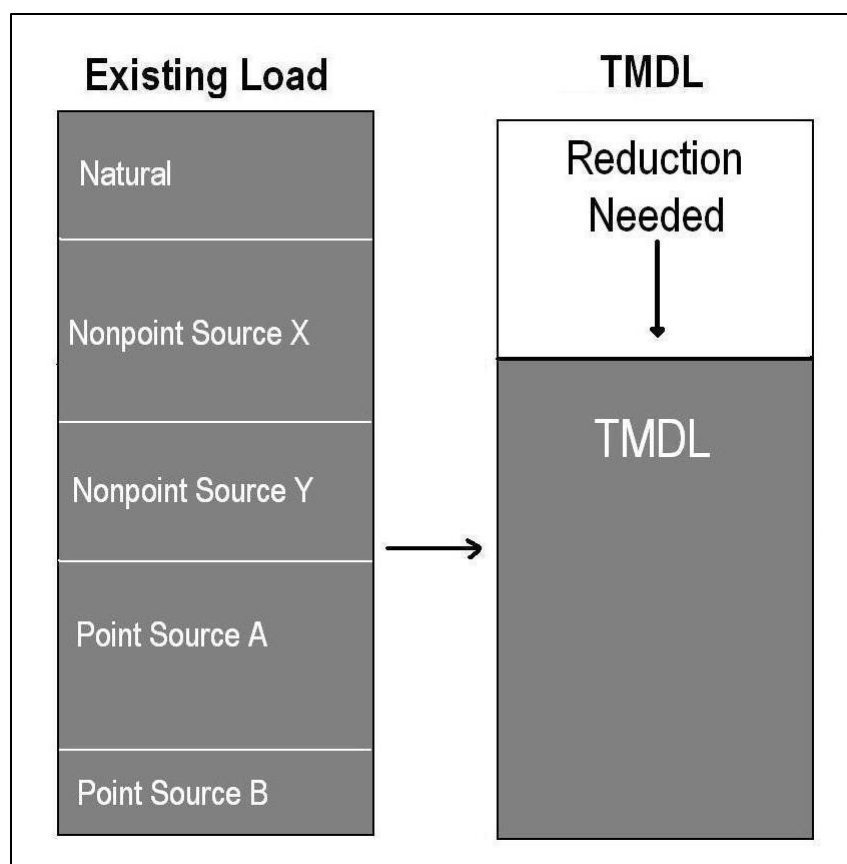 Existing Load
Natural
Nonpoint Source X
Nonpoint Source Y
Point Source A
Point Source B
TMDL
Reduction
Needed
TMDL